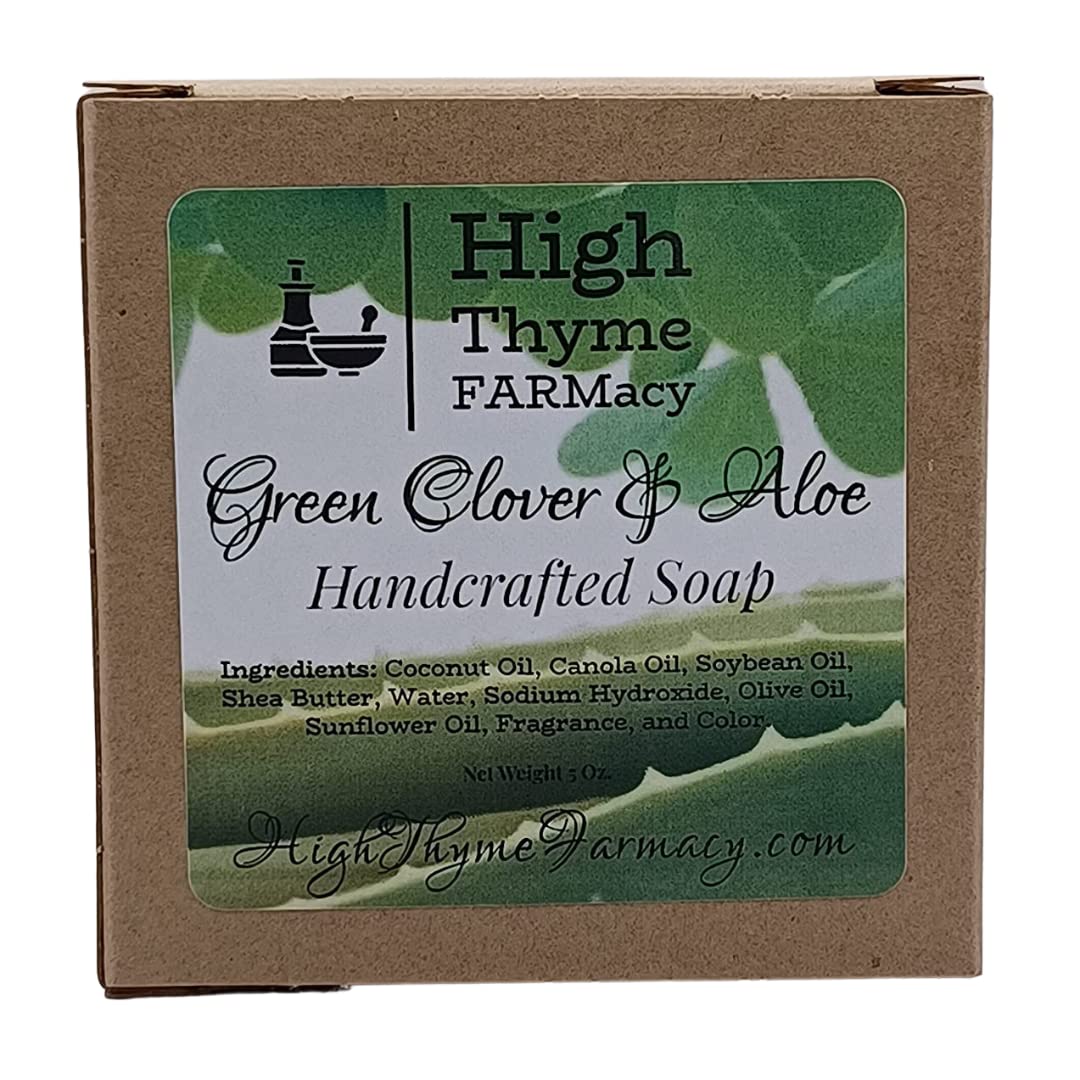 High
Thyme
FARMacy
Green Clover & Aloe
Handcrafted Soap
Ingredients: Coconut Oil, Canola Oil, Soybean Oil,
Shea Butter, Water, Sodium Hydroxide, Olive Oil,
Sunflower Oil, Fragrance, and Color.
Net Weight 5 Oz.
HighThymeFarmacy.com